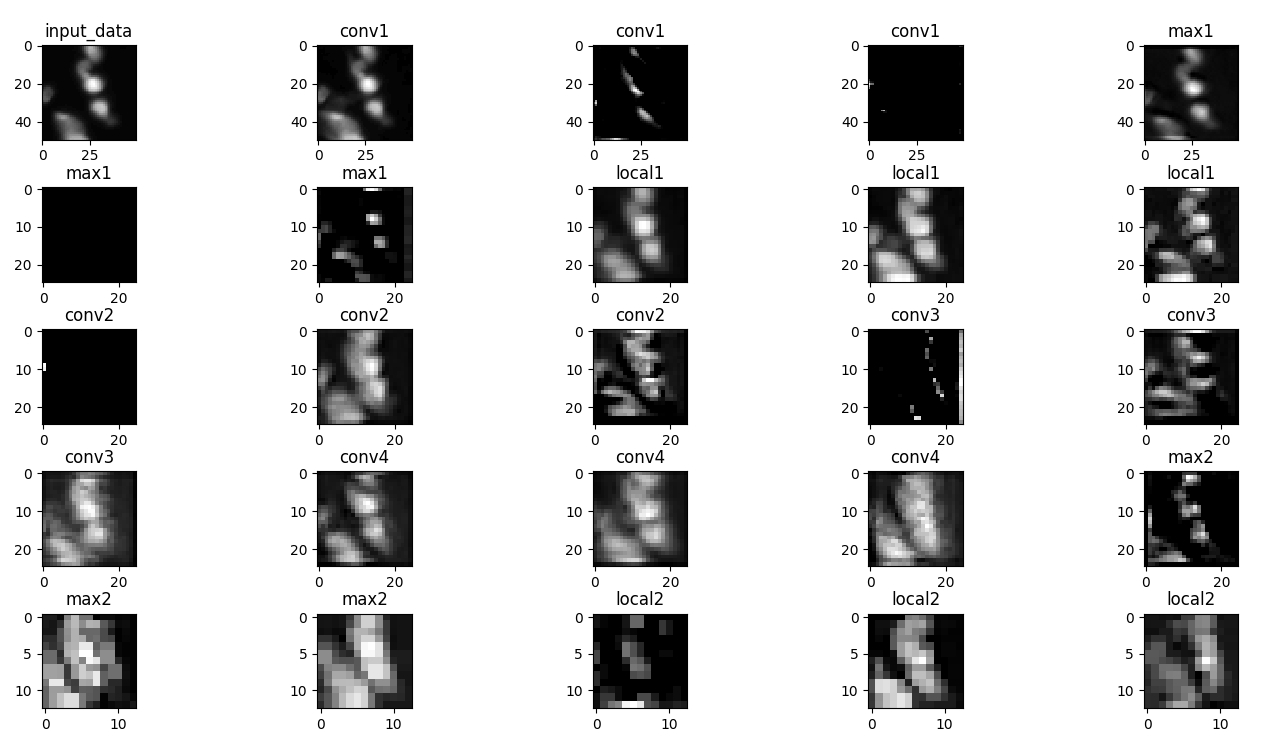 input_data conv1 conv1 conv1 max1
0 0 0 0 0
20 20 20 20 20
40 40 40 40 40
0 25 0 25 0 25 0 25 0 25
max1 max1 local1 local1 local1
0 0 0 0 0
10 10 10 10 10
20 20 20 20 20
0 20 0 20 0 20 0 20 0 20
conv2 conv2 conv2 conv3 conv3
0 0 0 0 0
10 10 10 10 10
20 20 20 20 20
0 20 0 20 0 20 0 20 0 20
conv3 conv4 conv4 conv4 max2
0 0 0 0 0
10 10 10 10 10
20 20 20 20 20
0 20 0 20 0 20 0 20 0 20
max2 max2 local2 local2 local2
0 0 0 0 0
5 5 5 5 5
10 10 10 10 10
0 10 0 10 0 10 0 10 0 10